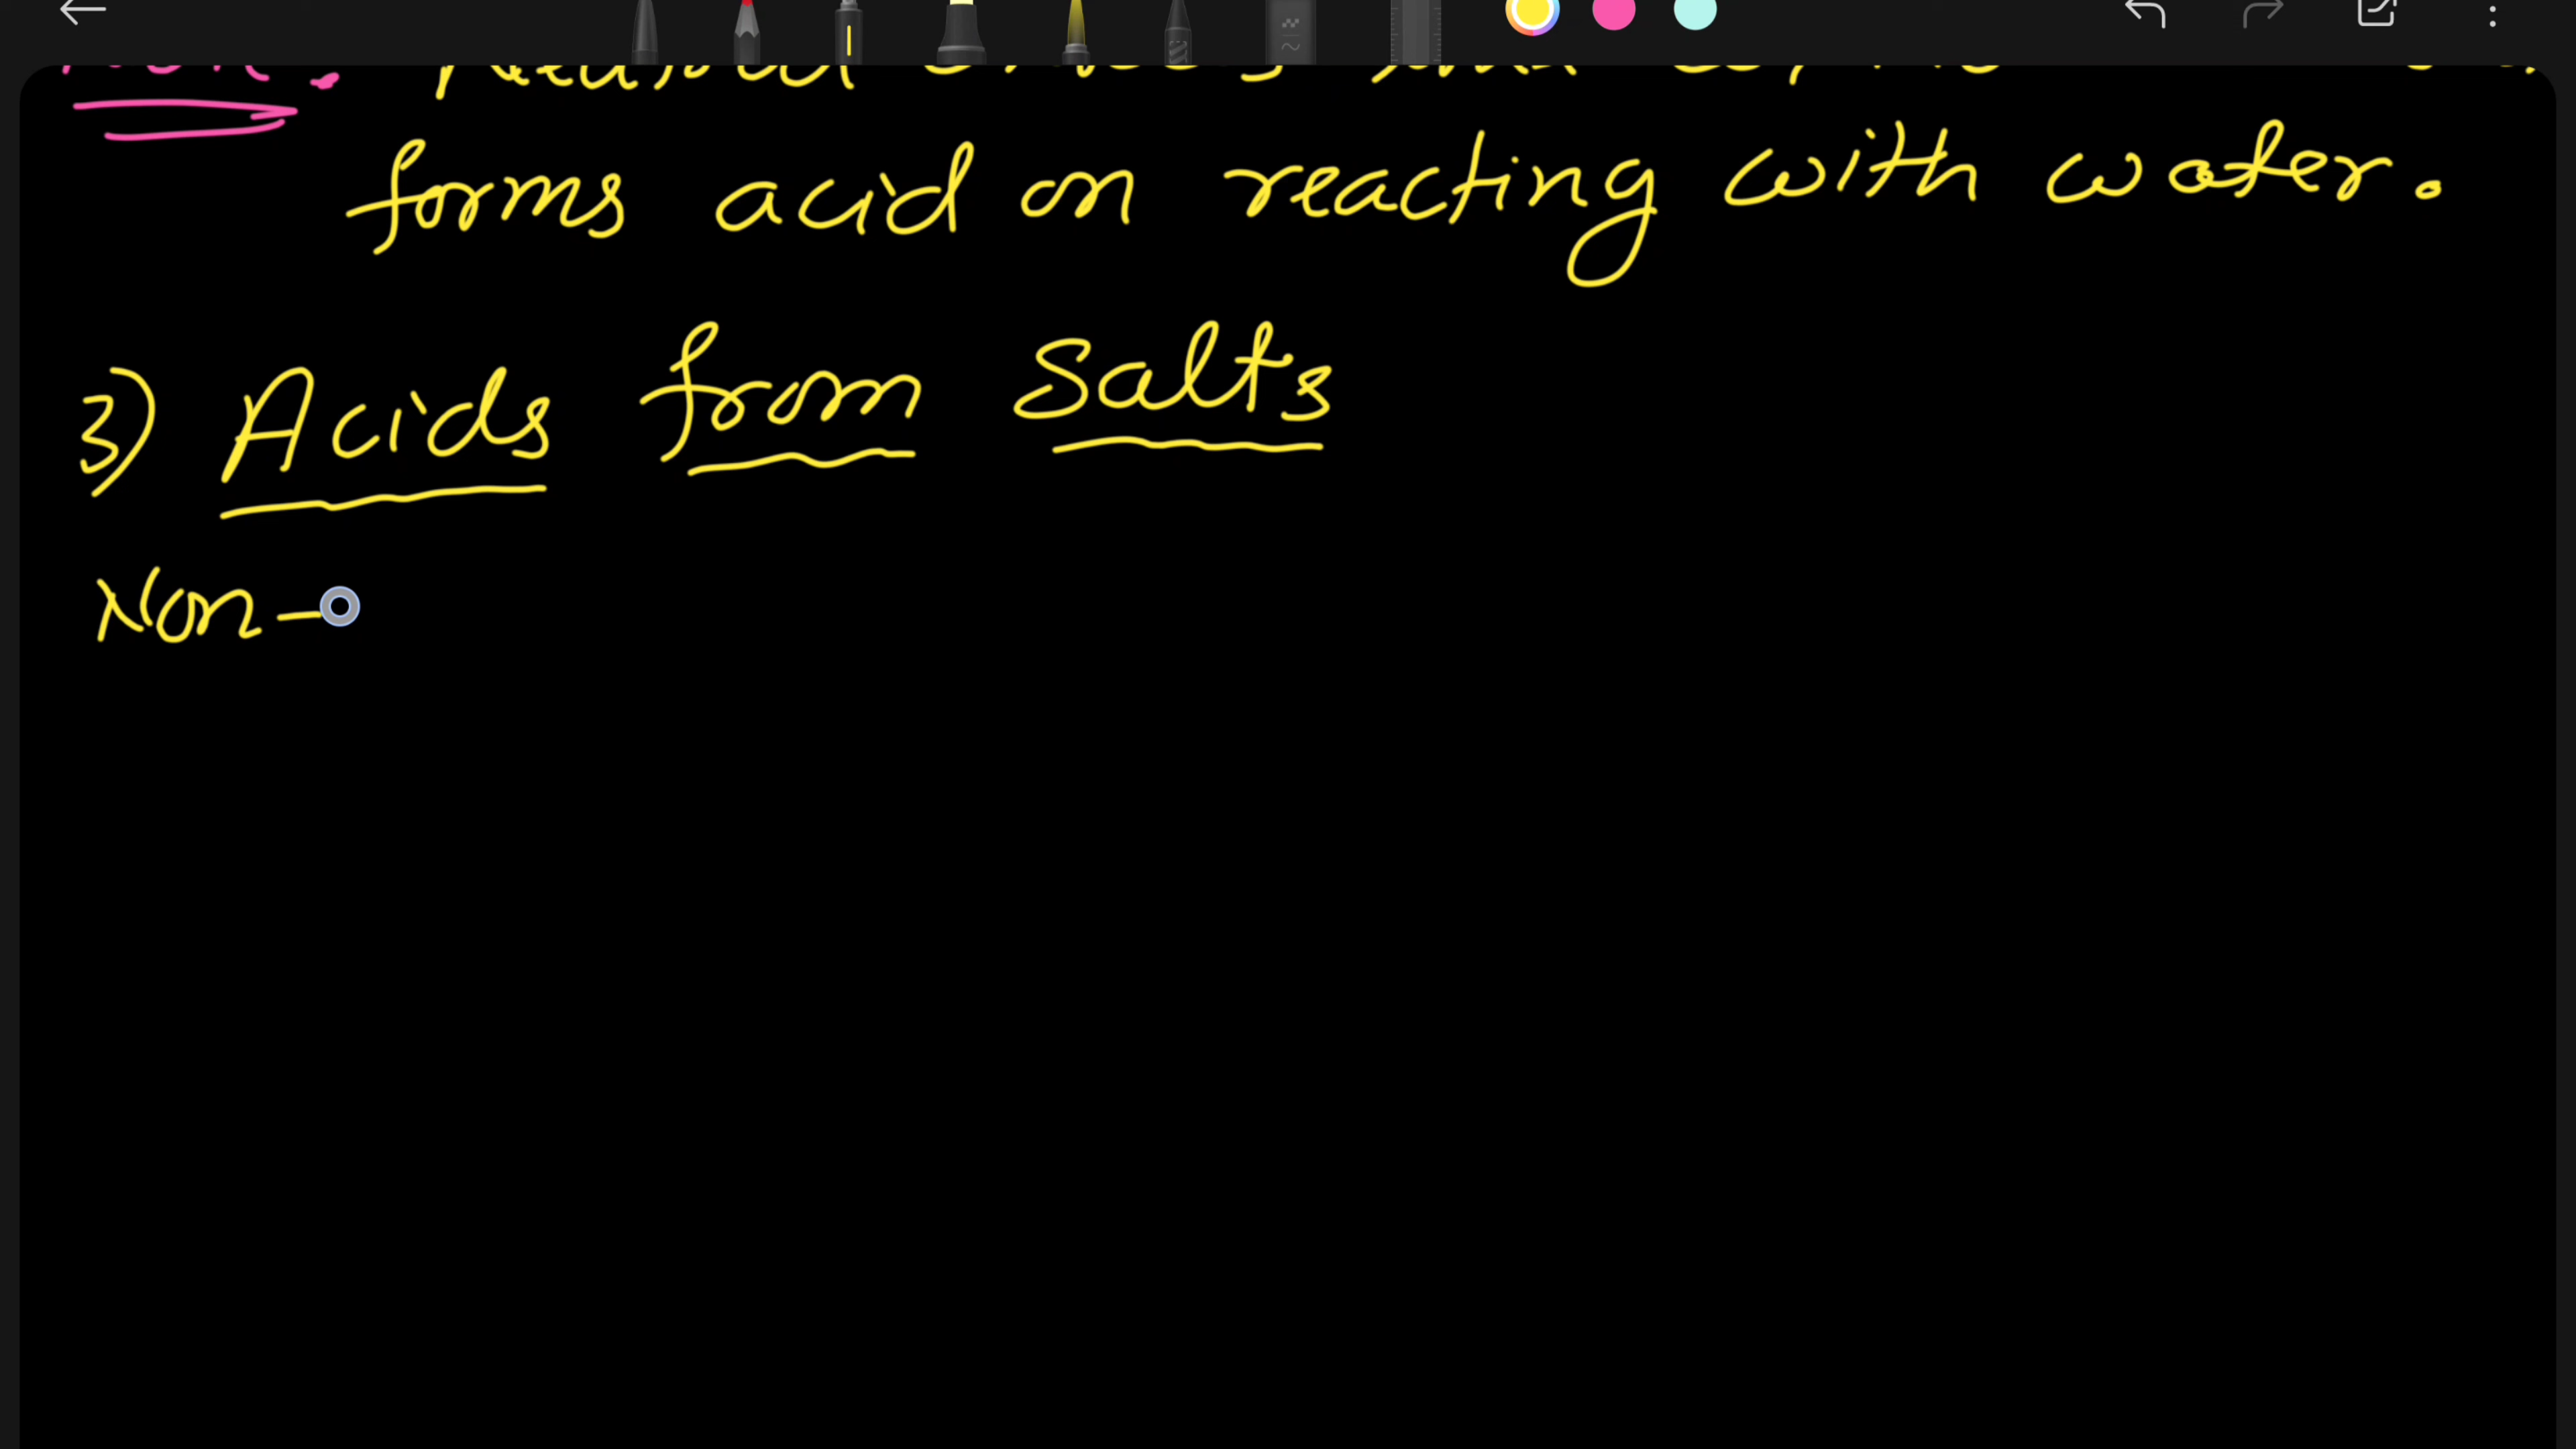 forms acid on reacting with water.
3) Acids from Salts
Non-